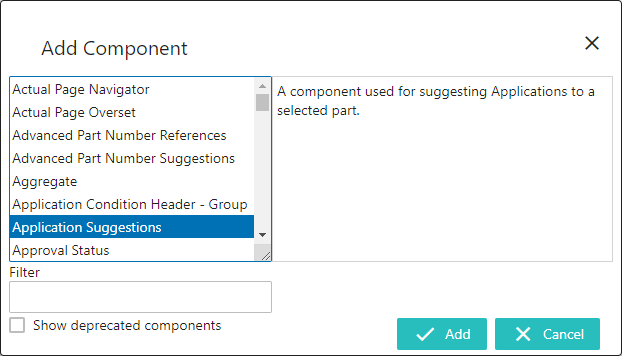 Add Component
Actual Page Navigator
Actual Page Overset
Advanced Part Number References
Advanced Part Number Suggestions
Aggregate
Application Condition Header - Group
Application Suggestions
Approval Status
A component used for suggesting Applications to a
selected part.
Filter
Show deprecated components
Add
Cancel